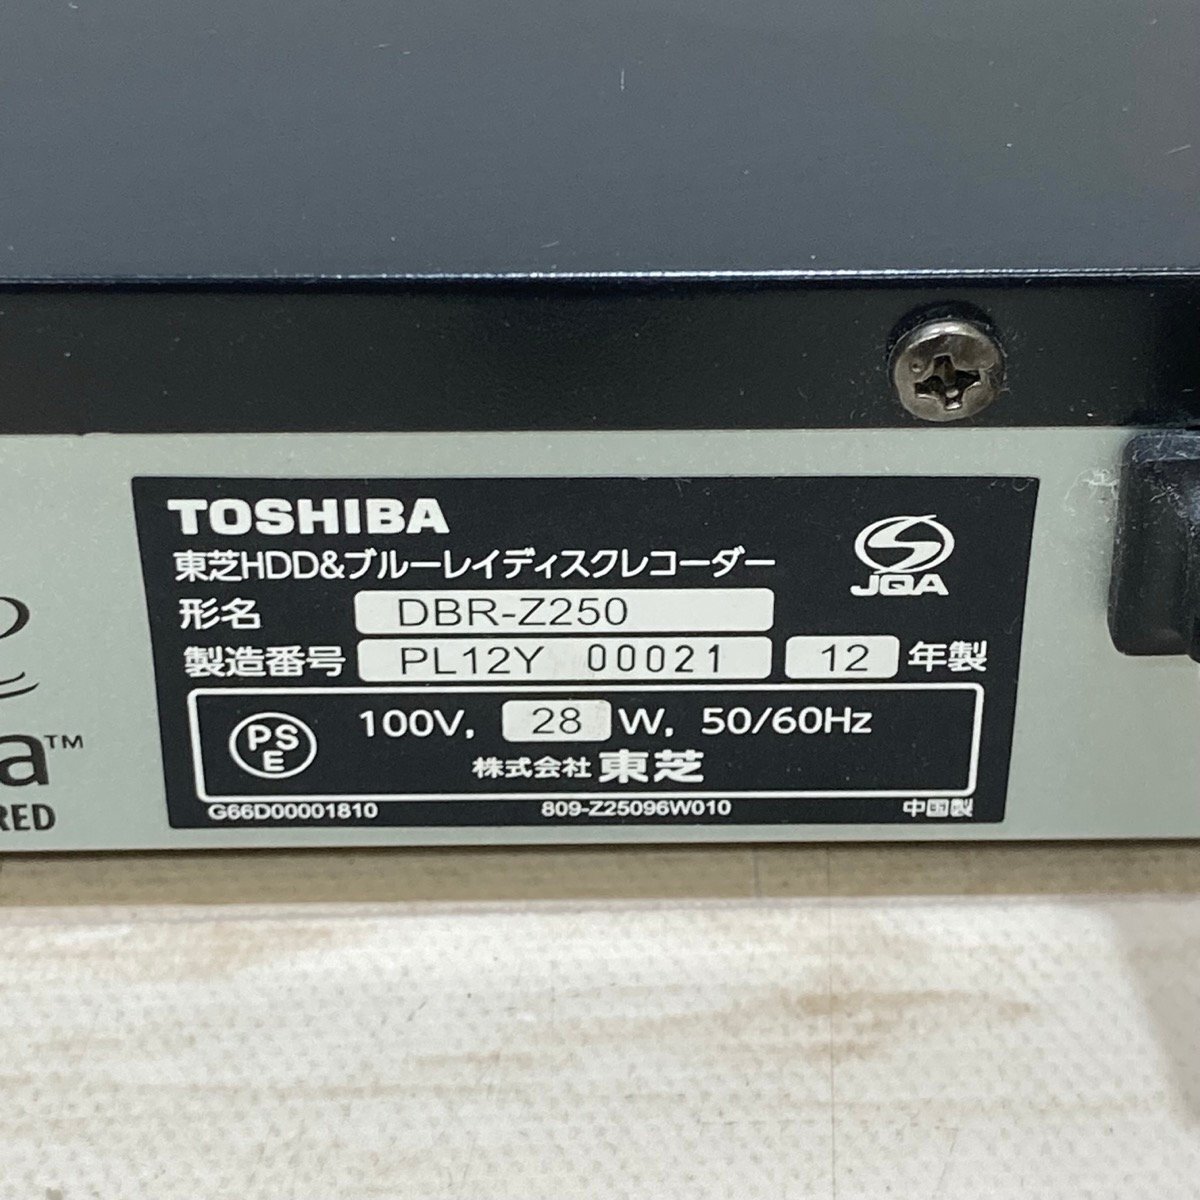 TOSHIBA
東芝HDD&ブルーレイディスクレコーダー
JQA
形名 DBR-Z250
製造番号 PL12Y 00021 12 年製
PSE 100V, 28 W, 50/60Hz
株式会社 東芝
G66D00001810 809-Z25096W010 中国製
a™
RED